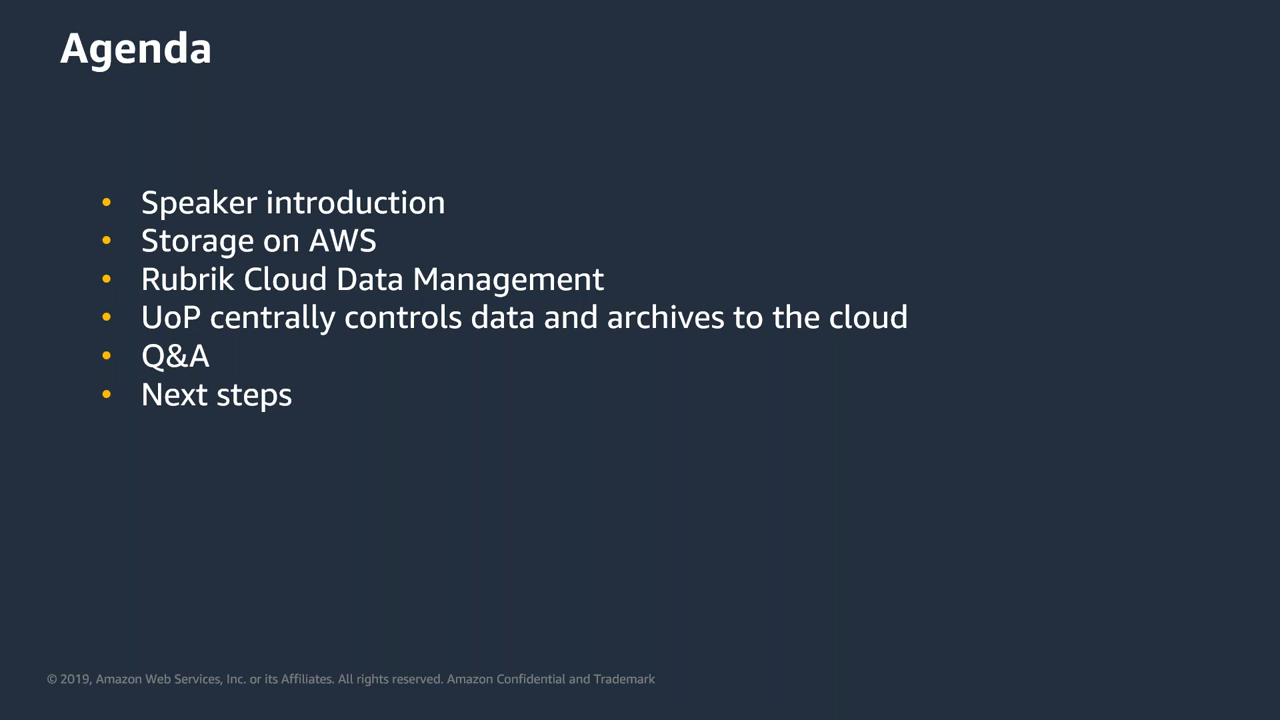 Agenda
• Speaker introduction
• Storage on AWS
• Rubrik Cloud Data Management
• UoP centrally controls data and archives to the cloud
• Q&A
• Next steps
© 2019, Amazon Web Services, Inc. or its Affiliates. All rights reserved. Amazon Confidential and Trademark